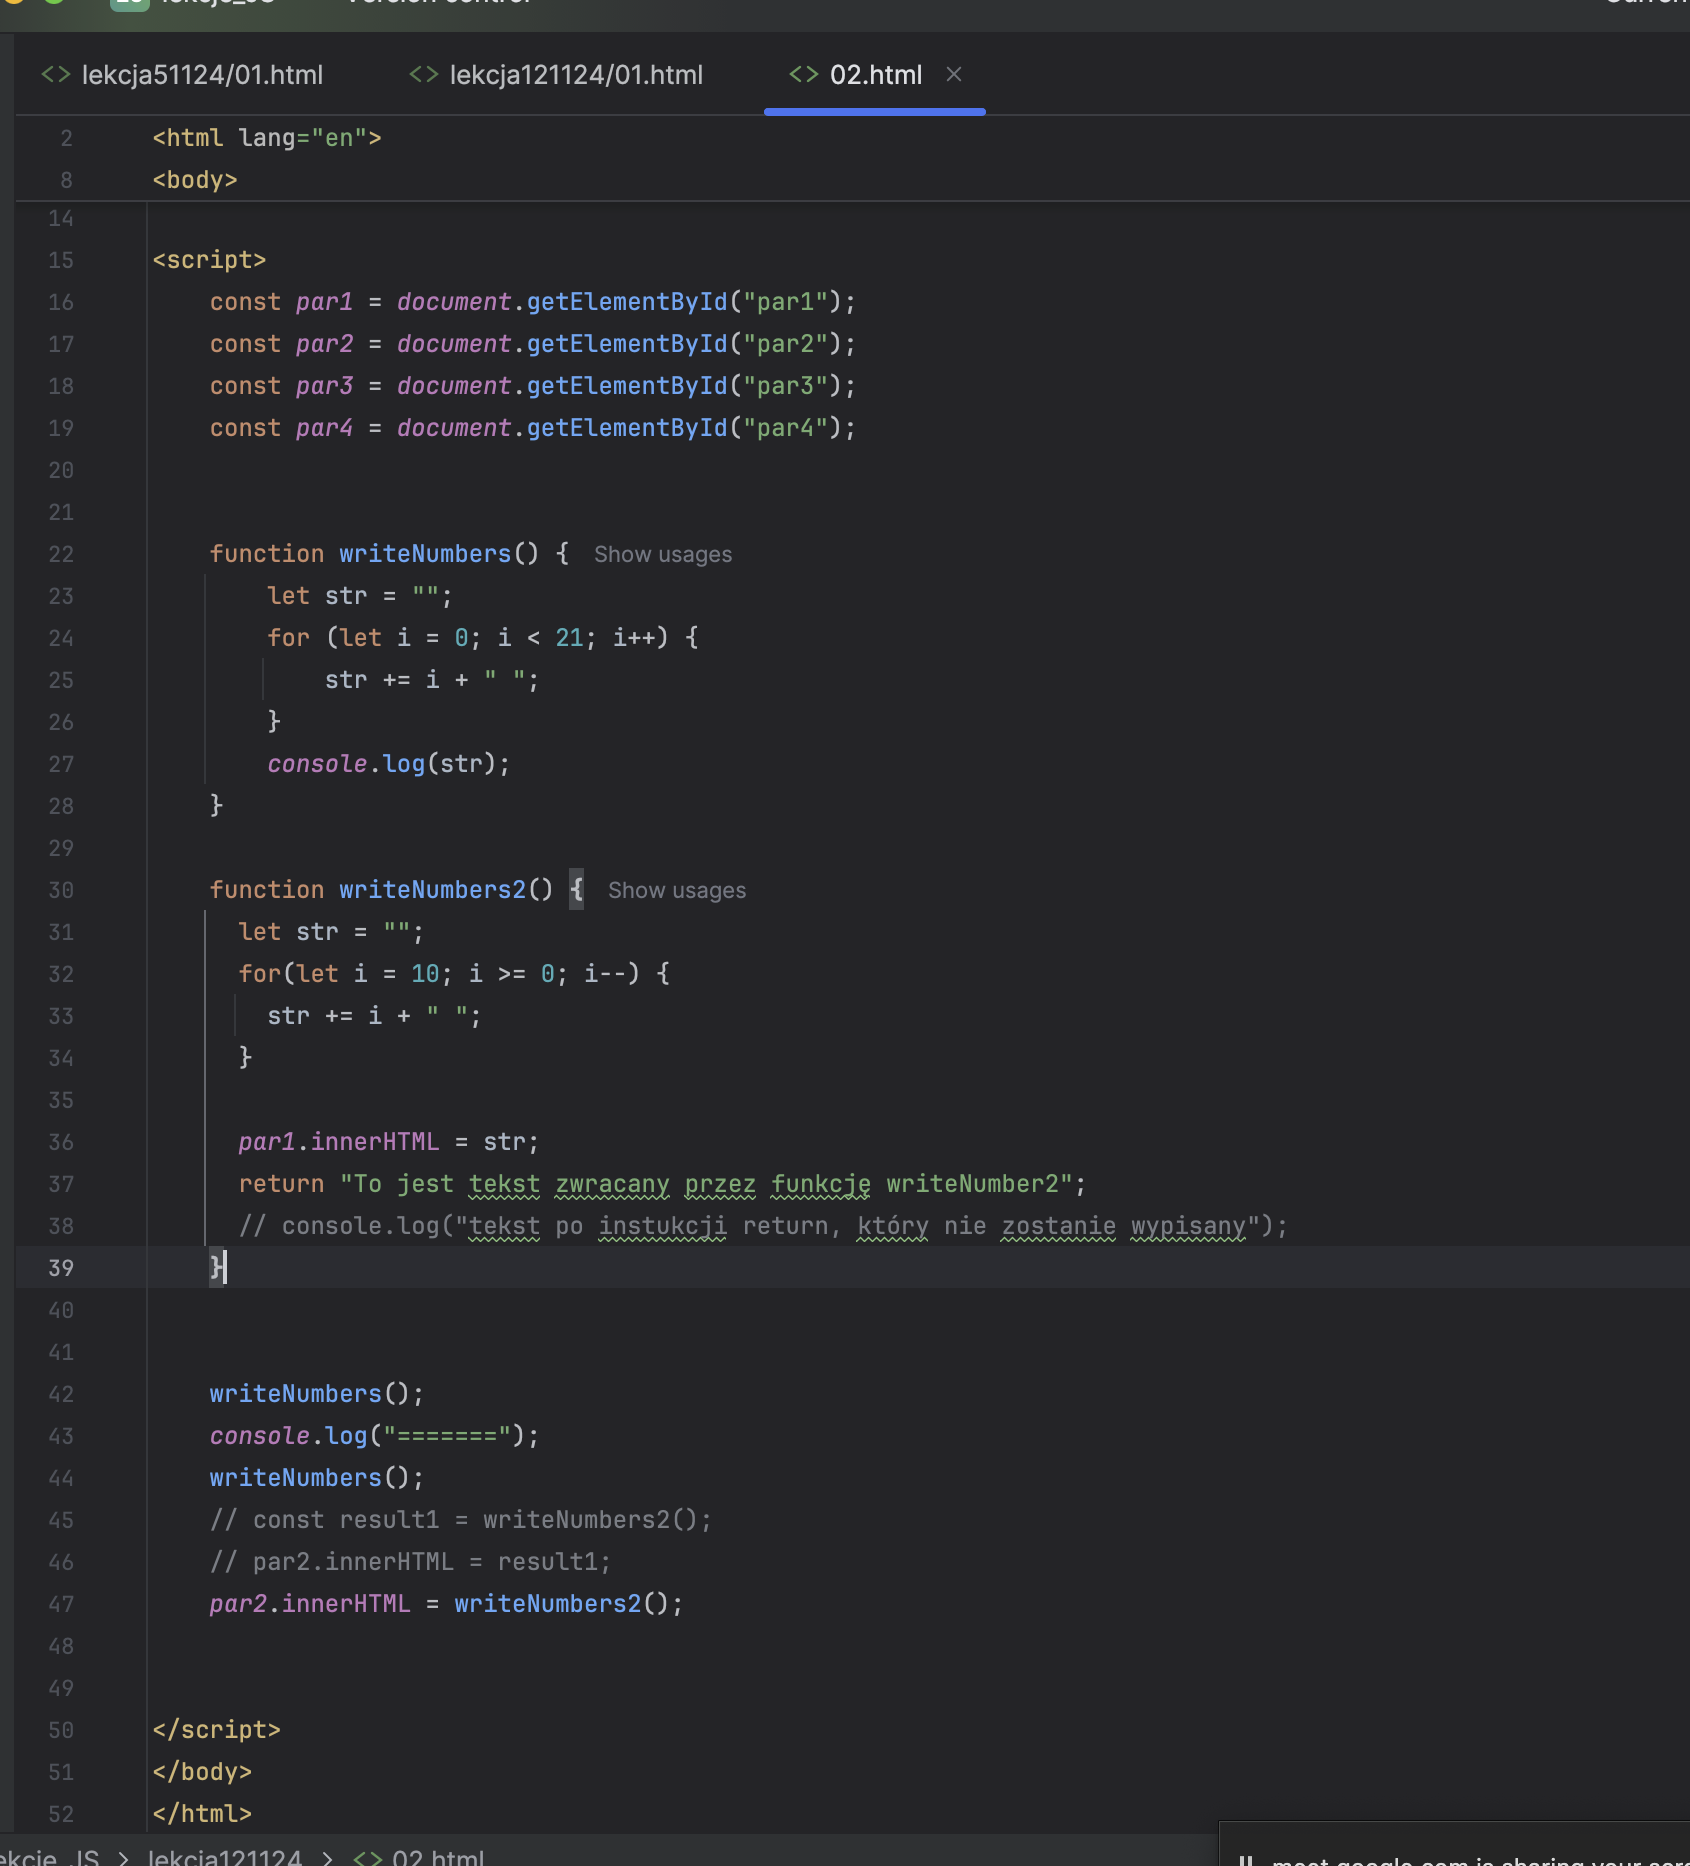 Version control
lekcja51124/01.html lekcja121124/01.html 02.html
2 <html lang="en">
8 <body>
14
15 <script>
16 const par1 = document.getElementById("par1");
17 const par2 = document.getElementById("par2");
18 const par3 = document.getElementById("par3");
19 const par4 = document.getElementById("par4");
20
21
22 function writeNumbers() { Show usages
23 let str = "";
24 for (let i = 0; i < 21; i++) {
25 str += i + " ";
26 }
27 console.log(str);
28 }
29
30 function writeNumbers2() { Show usages
31 let str = "";
32 for(let i = 10; i >= 0; i--) {
33 str += i + " ";
34 }
35
36 par1.innerHTML = str;
37 return "To jest tekst zwracany przez funkcję writeNumber2";
38 // console.log("tekst po instukcji return, który nie zostanie wypisany");
39 }
40
41
42 writeNumbers();
43 console.log("=======");
44 writeNumbers();
45 // const result1 = writeNumbers2();
46 // par2.innerHTML = result1;
47 par2.innerHTML = writeNumbers2();
48
49
50 </script>
51 </body>
52 </html>
JS > lekcja121124 > 02.html
meet.google.com is sharing your